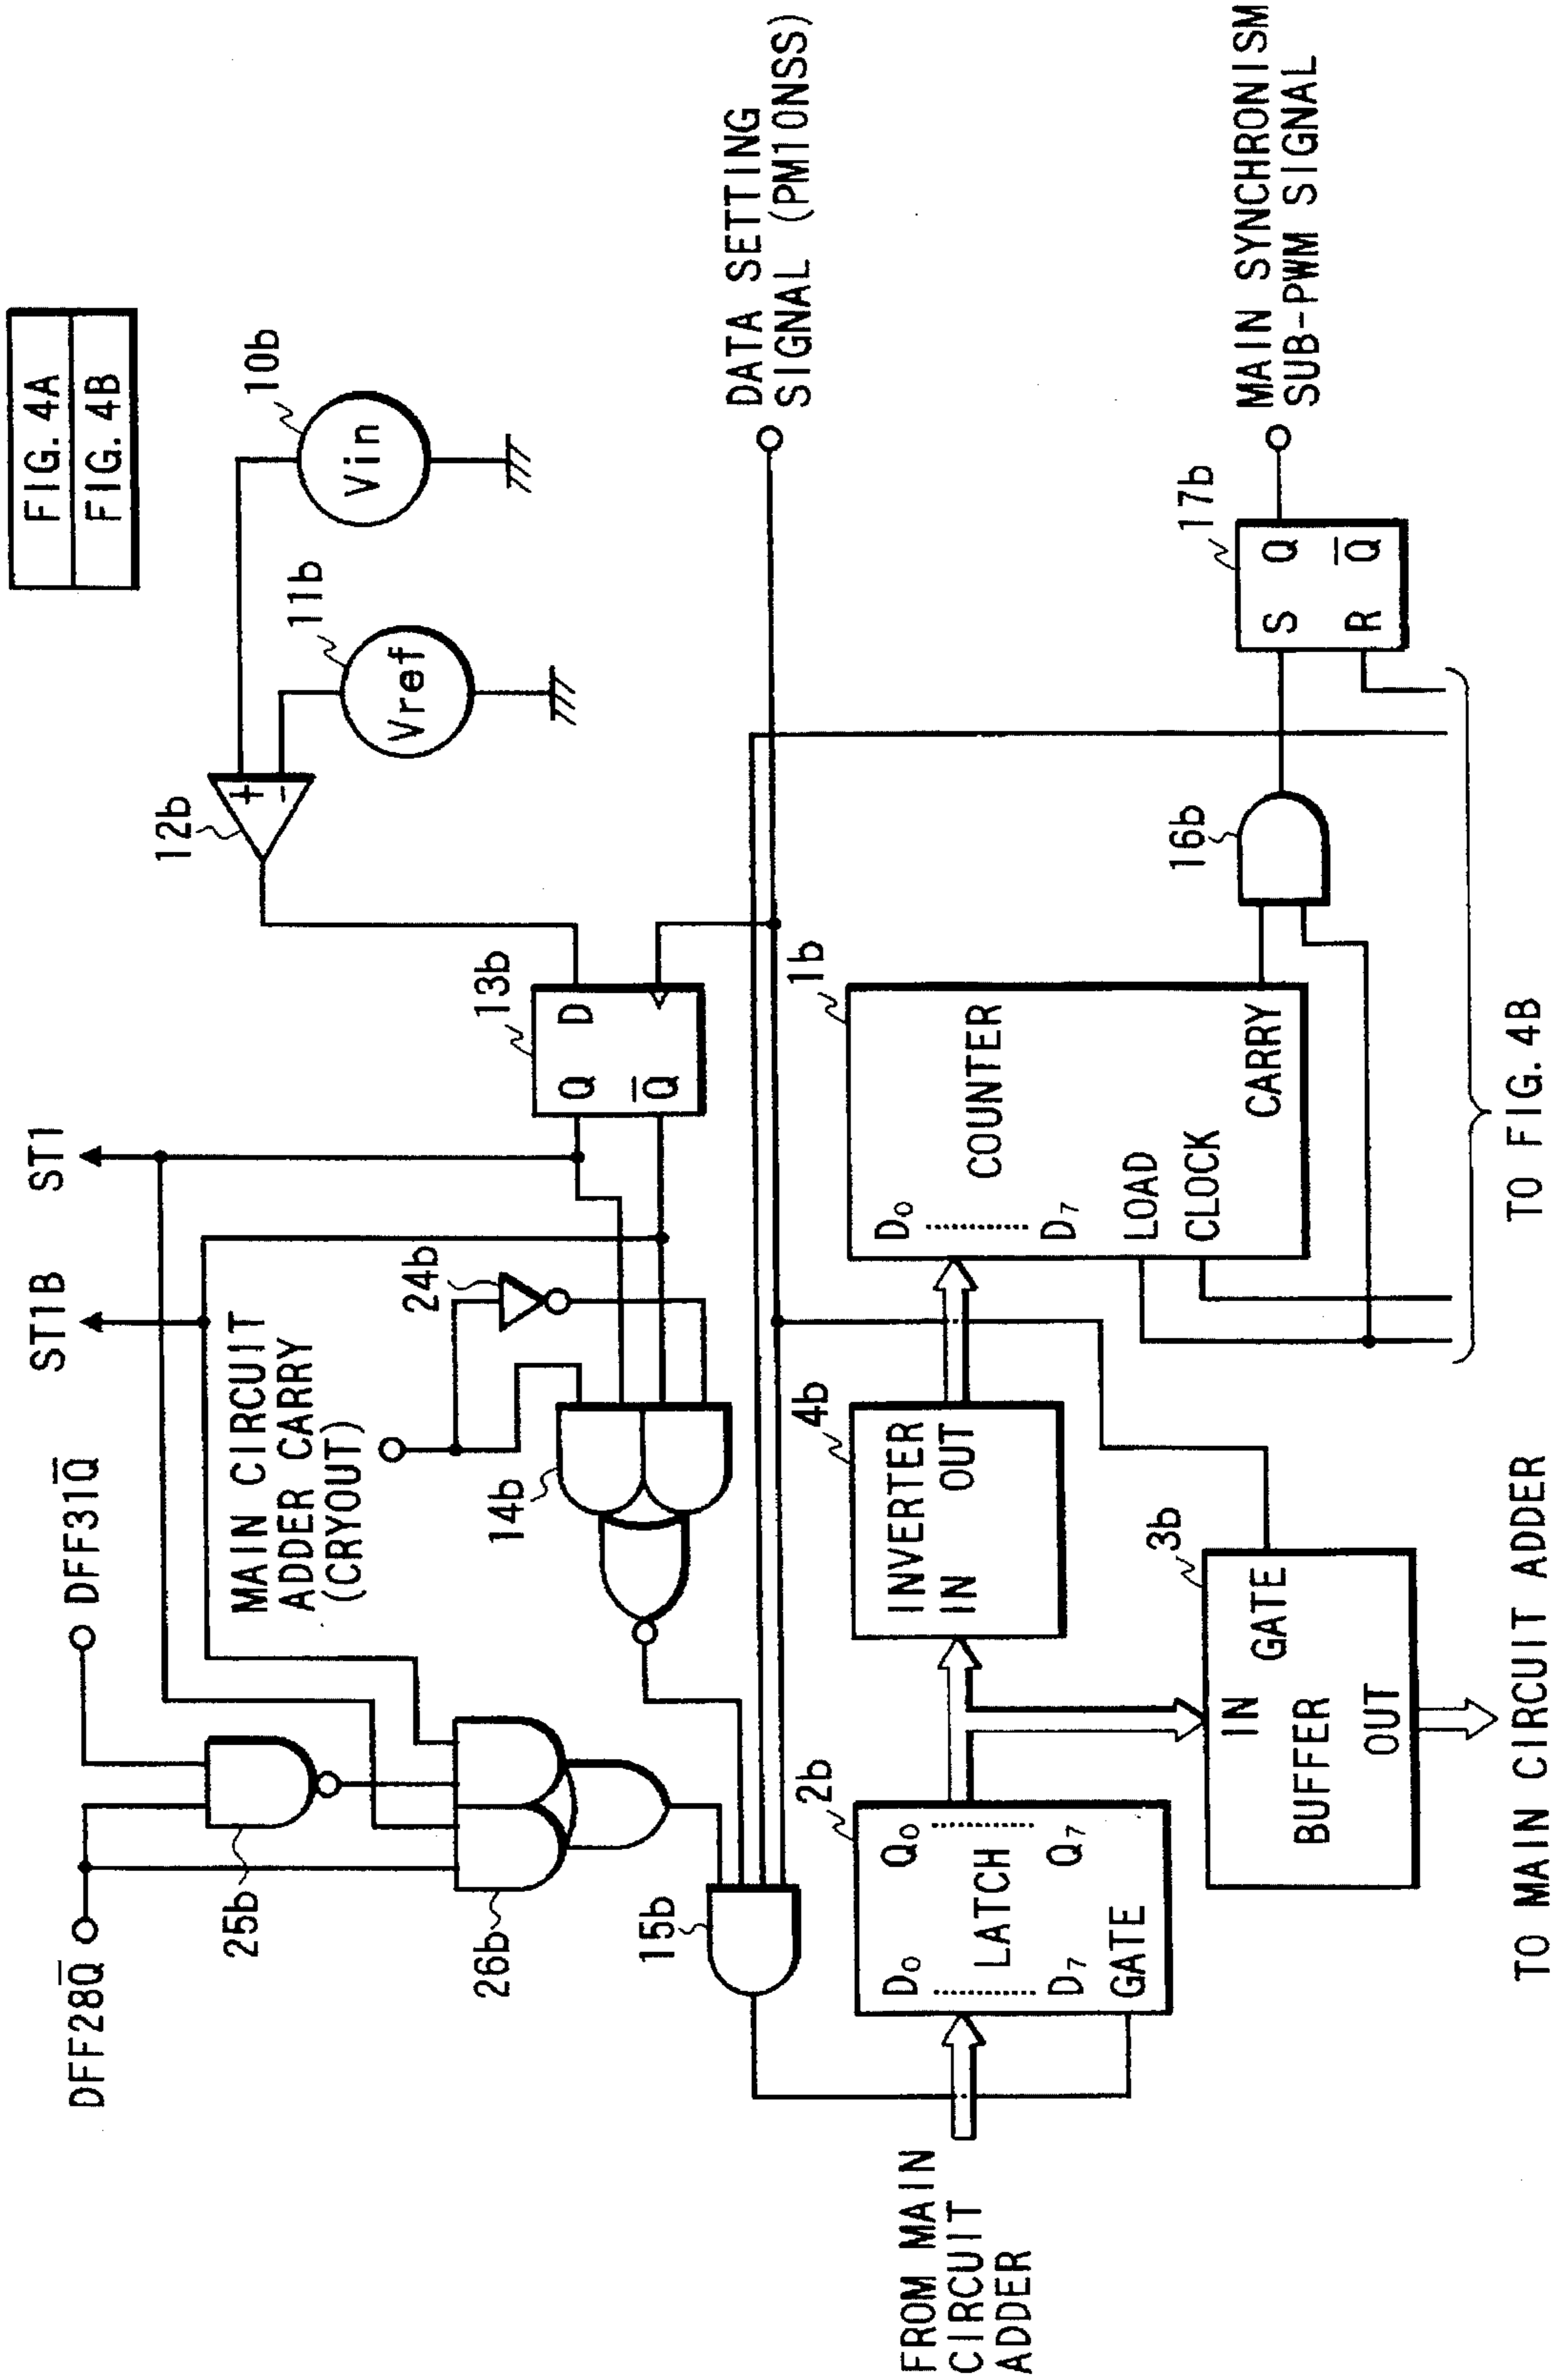 FIG. 4A
FIG. 4B
DFF28Q̅
DFF31Q̅
ST1B
ST1
25b
26b
MAIN CIRCUIT
ADDER CARRY
(CRYOUT)
24b
14b
15b
13b
Q D
Q̅
12b
+
-
11b
Vref
10b
Vin
DATA SETTING
SIGNAL (PM10NSS)
FROM MAIN
CIRCUIT
ADDER
2b
D0 Q0
LATCH
D7 Q7
GATE
4b
INVERTER
IN OUT
3b
IN GATE
BUFFER
OUT
TO MAIN CIRCUIT ADDER
1b
D0
COUNTER
D7
LOAD
CLOCK
CARRY
16b
17b
S Q
R Q̅
MAIN SYNCHRONISM
SUB-PWM SIGNAL
TO FIG. 4B